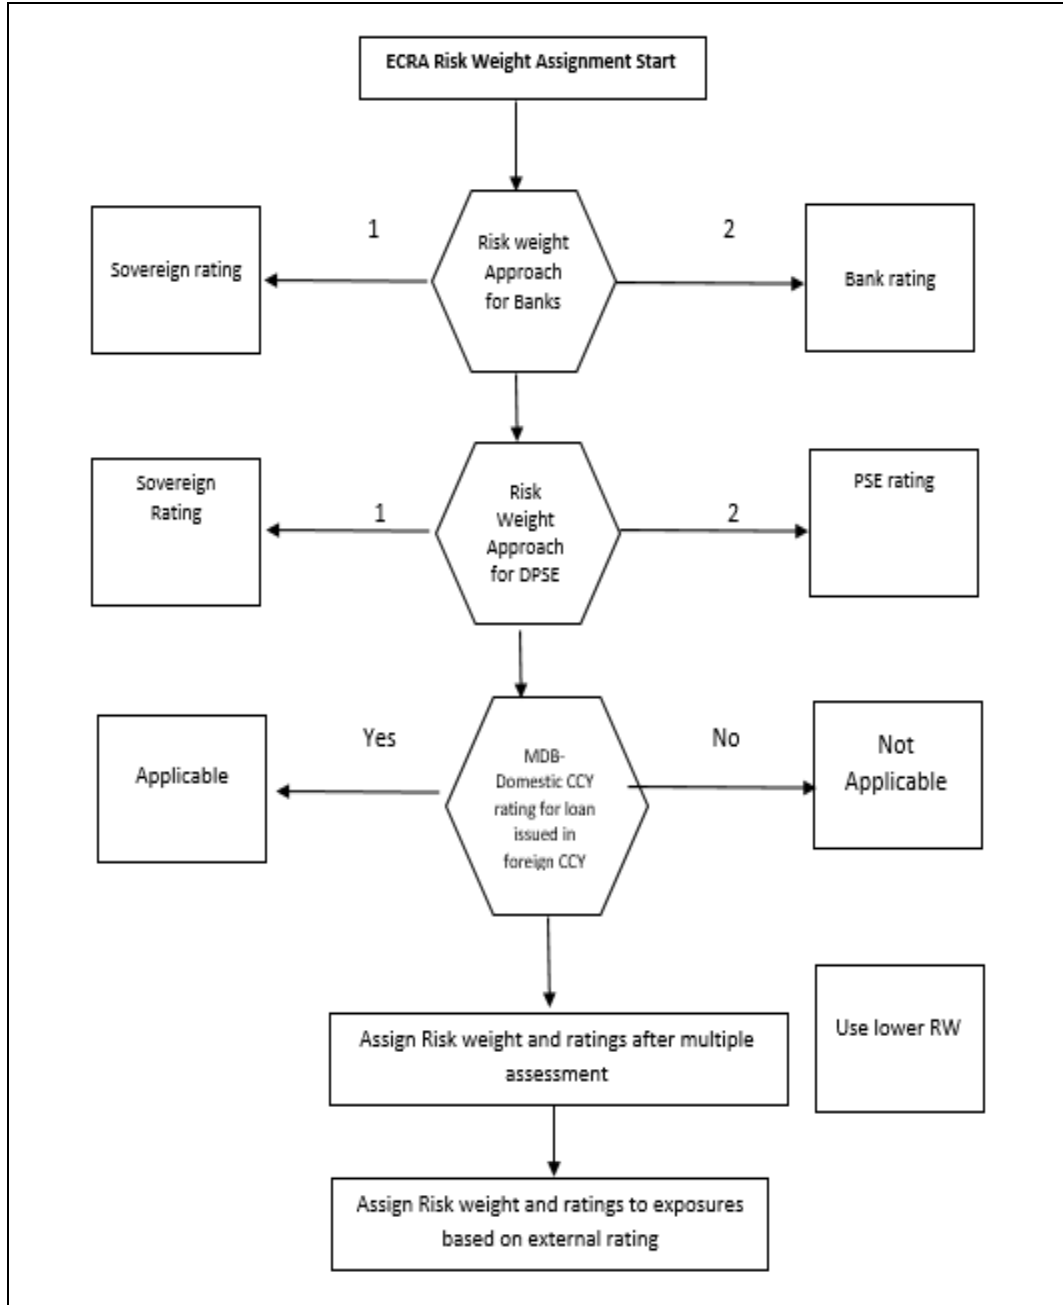 ECRA Risk Weight Assignment Start
1
2
Sovereign rating
Risk weight
Approach
for Banks
Bank rating
Sovereign
Rating
1
Risk
Weight
Approach
for DPSE
2
PSE rating
Applicable
Yes
MDB-
Domestic CCY
rating for loan
issued in
foreign CCY
No
Not
Applicable
Use lower RW
Assign Risk weight and ratings after multiple
assessment
Assign Risk weight and ratings to exposures
based on external rating